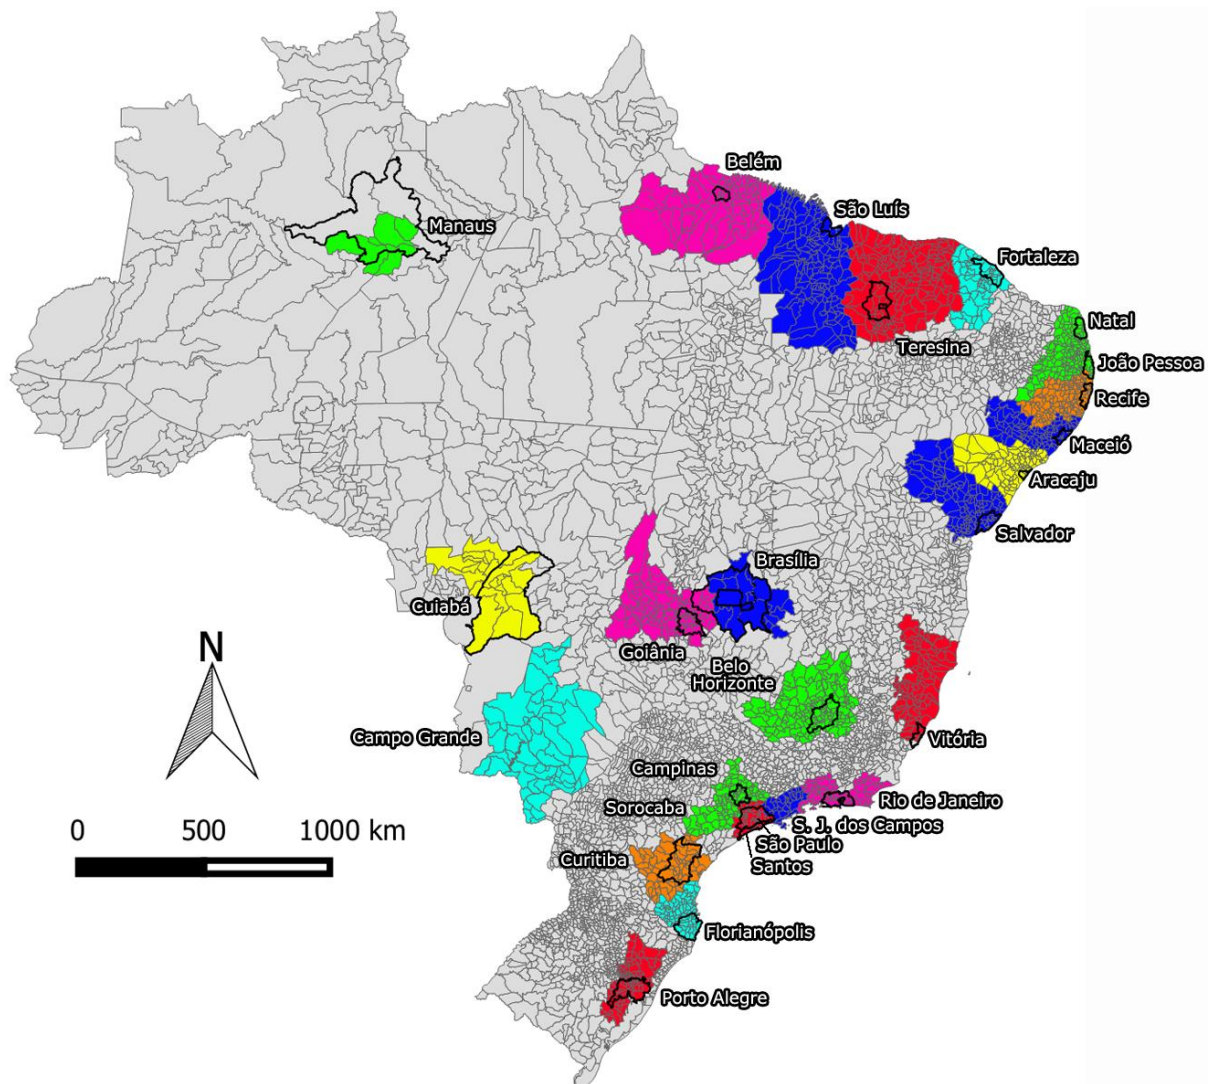 Belém
São Luís
Manaus
Fortaleza
Natal
Teresina
João Pessoa
Recife
Maceió
Aracaju
Salvador
Brasília
Cuiabá
N
Goiânia
Belo
Horizonte
Campo Grande
Vitória
Campinas
Rio de Janeiro
Sorocaba
S. J. dos Campos
0 500 1000 km
São Paulo
Curitiba
Santos
Florianópolis
Porto Alegre